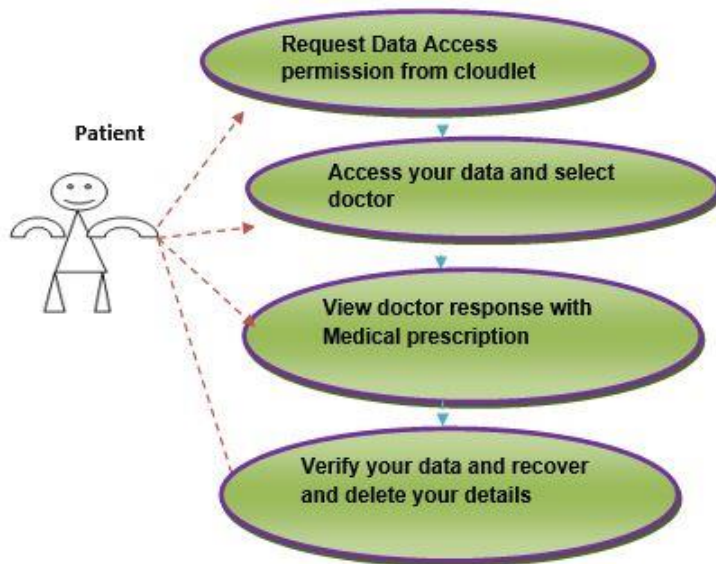 Request Data Access
permission from cloudlet
Patient
Access your data and select
doctor
View doctor response with
Medical prescription
Verify your data and recover
and delete your details